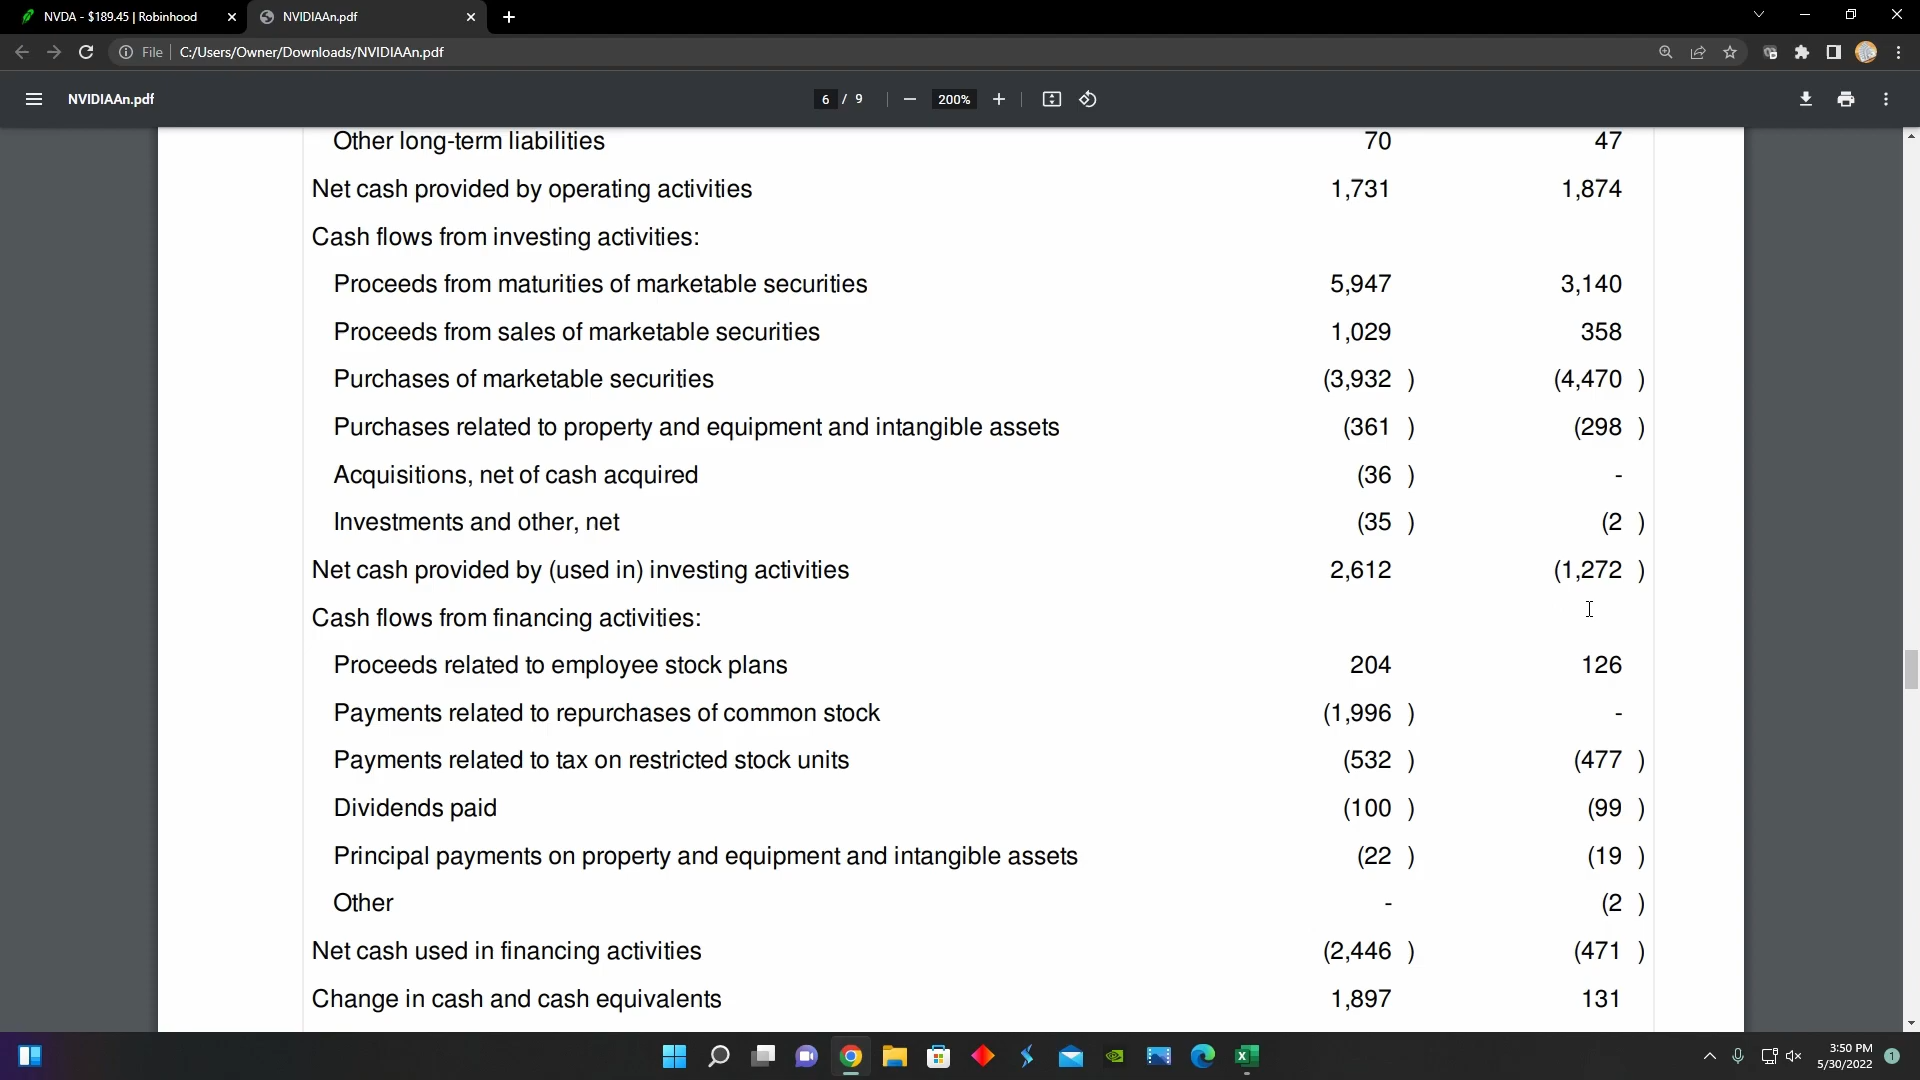 NVDA - $189.45 | Robinhood
NVIDIAAn.pdf
File C:/Users/Owner/Downloads/NVIDIAAn.pdf
NVIDIAAn.pdf 6 / 9 200%
Other long-term liabilities 70 47
Net cash provided by operating activities 1,731 1,874
Cash flows from investing activities:
Proceeds from maturities of marketable securities 5,947 3,140
Proceeds from sales of marketable securities 1,029 358
Purchases of marketable securities (3,932 ) (4,470 )
Purchases related to property and equipment and intangible assets (361 ) (298 )
Acquisitions, net of cash acquired (36 ) -
Investments and other, net (35 ) (2 )
Net cash provided by (used in) investing activities 2,612 (1,272 )
Cash flows from financing activities:
Proceeds related to employee stock plans 204 126
Payments related to repurchases of common stock (1,996 ) -
Payments related to tax on restricted stock units (532 ) (477 )
Dividends paid (100 ) (99 )
Principal payments on property and equipment and intangible assets (22 ) (19 )
Other - (2 )
Net cash used in financing activities (2,446 ) (471 )
Change in cash and cash equivalents 1,897 131
3:50 PM
5/30/2022
1